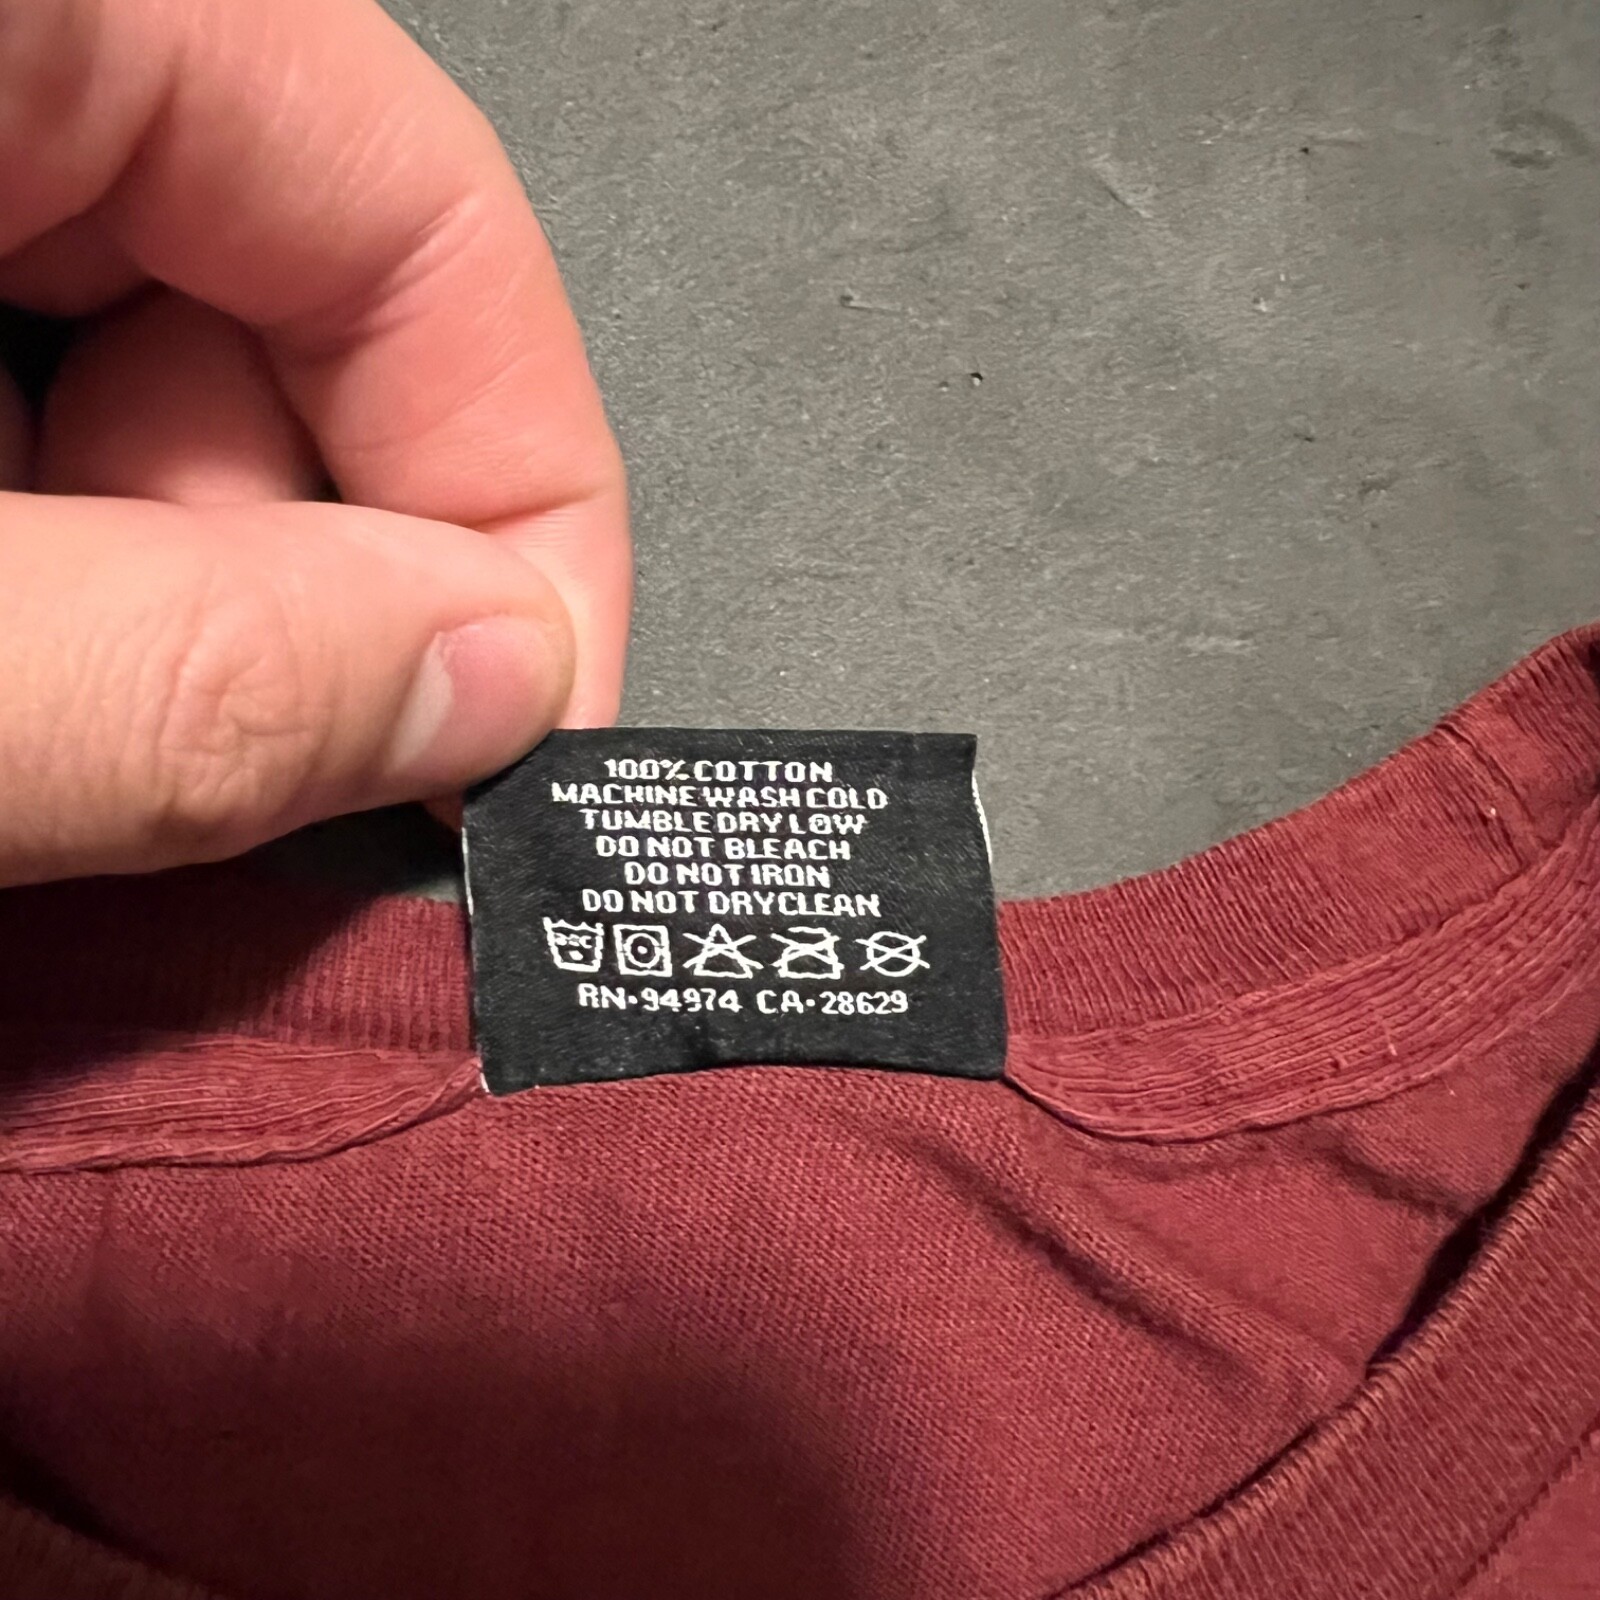 100% COTTON
MACHINE WASH COLD
TUMBLE DRY LOW
DO NOT BLEACH
DO NOT IRON
DO NOT DRYCLEAN
30C
RN·94974 CA·28629